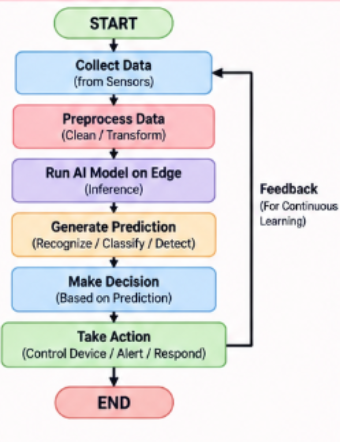 START
Collect Data
(from Sensors)
Preprocess Data
(Clean / Transform)
Run AI Model on Edge
(Inference)
Generate Prediction
(Recognize / Classify / Detect)
Make Decision
(Based on Prediction)
Take Action
(Control Device / Alert / Respond)
END
Feedback
(For Continuous
Learning)